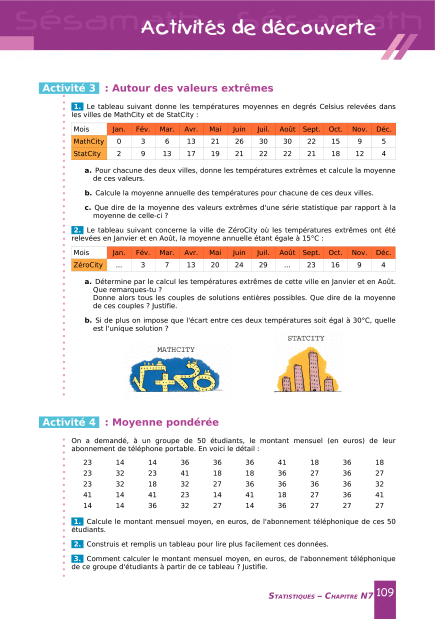 Sésamath Sésamath
Activités de découverte
Activité 3 : Autour des valeurs extrêmes
1. Le tableau suivant donne les températures moyennes en degrés Celsius relevées dans
les villes de MathCity et de StatCity :
Mois Jan. Fév. Mar. Avr. Mai Juin Juil. Août Sept. Oct. Nov. Déc.
MathCity 0 3 6 13 21 26 30 30 22 15 9 5
StatCity 2 9 13 17 19 21 22 22 21 18 12 4
a. Pour chacune des deux villes, donne les températures extrêmes et calcule la moyenne
de ces valeurs.
b. Calcule la moyenne annuelle des températures pour chacune de ces deux villes.
c. Que dire de la moyenne des valeurs extrêmes d'une série statistique par rapport à la
moyenne de celle-ci ?
2. Le tableau suivant concerne la ville de ZéroCity où les températures extrêmes ont été
relevées en Janvier et en Août, la moyenne annuelle étant égale à 15°C :
Mois Jan. Fév. Mar. Avr. Mai Juin Juil. Août Sept. Oct. Nov. Déc.
ZéroCity ... 3 7 13 20 24 29 ... 23 16 9 4
a. Détermine par le calcul les températures extrêmes de cette ville en Janvier et en Août.
Que remarques-tu ?
Donne alors tous les couples de solutions entières possibles. Que dire de la moyenne
de ces couples ? Justifie.
b. Si de plus on impose que l'écart entre ces deux températures soit égal à 30°C, quelle
est l'unique solution ?
MATHCITY
STATCITY
Activité 4 : Moyenne pondérée
On a demandé, à un groupe de 50 étudiants, le montant mensuel (en euros) de leur
abonnement de téléphone portable. En voici le détail :
23 14 14 36 36 36 41 18 36 18
23 32 23 41 18 18 36 27 36 27
23 32 18 32 27 36 36 36 36 32
41 14 41 23 14 41 18 27 36 41
14 14 36 32 27 14 36 27 27 27
1. Calcule le montant mensuel moyen, en euros, de l'abonnement téléphonique de ces 50
étudiants.
2. Construis et remplis un tableau pour lire plus facilement ces données.
3. Comment calculer le montant mensuel moyen, en euros, de l'abonnement téléphonique
de ce groupe d'étudiants à partir de ce tableau ? Justifie.
Statistiques – Chapitre N7 109